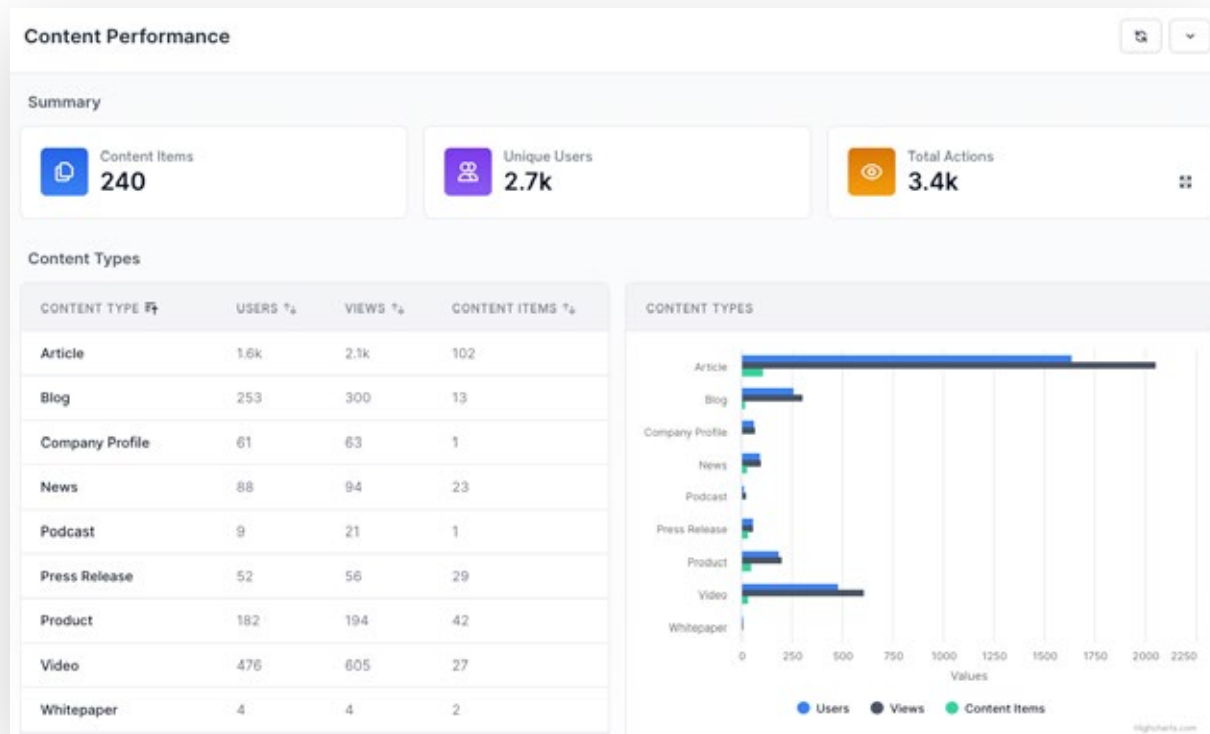 Content Performance
Summary
Content Items
240
Unique Users
2.7k
Total Actions
3.4k
Content Types
CONTENT TYPE USERS VIEWS CONTENT ITEMS
Article 1.6k 2.1k 102
Blog 253 300 13
Company Profile 61 63 1
News 88 94 23
Podcast 9 21 1
Press Release 52 56 29
Product 182 194 42
Video 476 605 27
Whitepaper 4 4 2
CONTENT TYPES
Article
Blog
Company Profile
News
Podcast
Press Release
Product
Video
Whitepaper
0 250 500 750 1000 1250 1500 1750 2000 2250
Values
Users Views Content Items
Highcharts.com